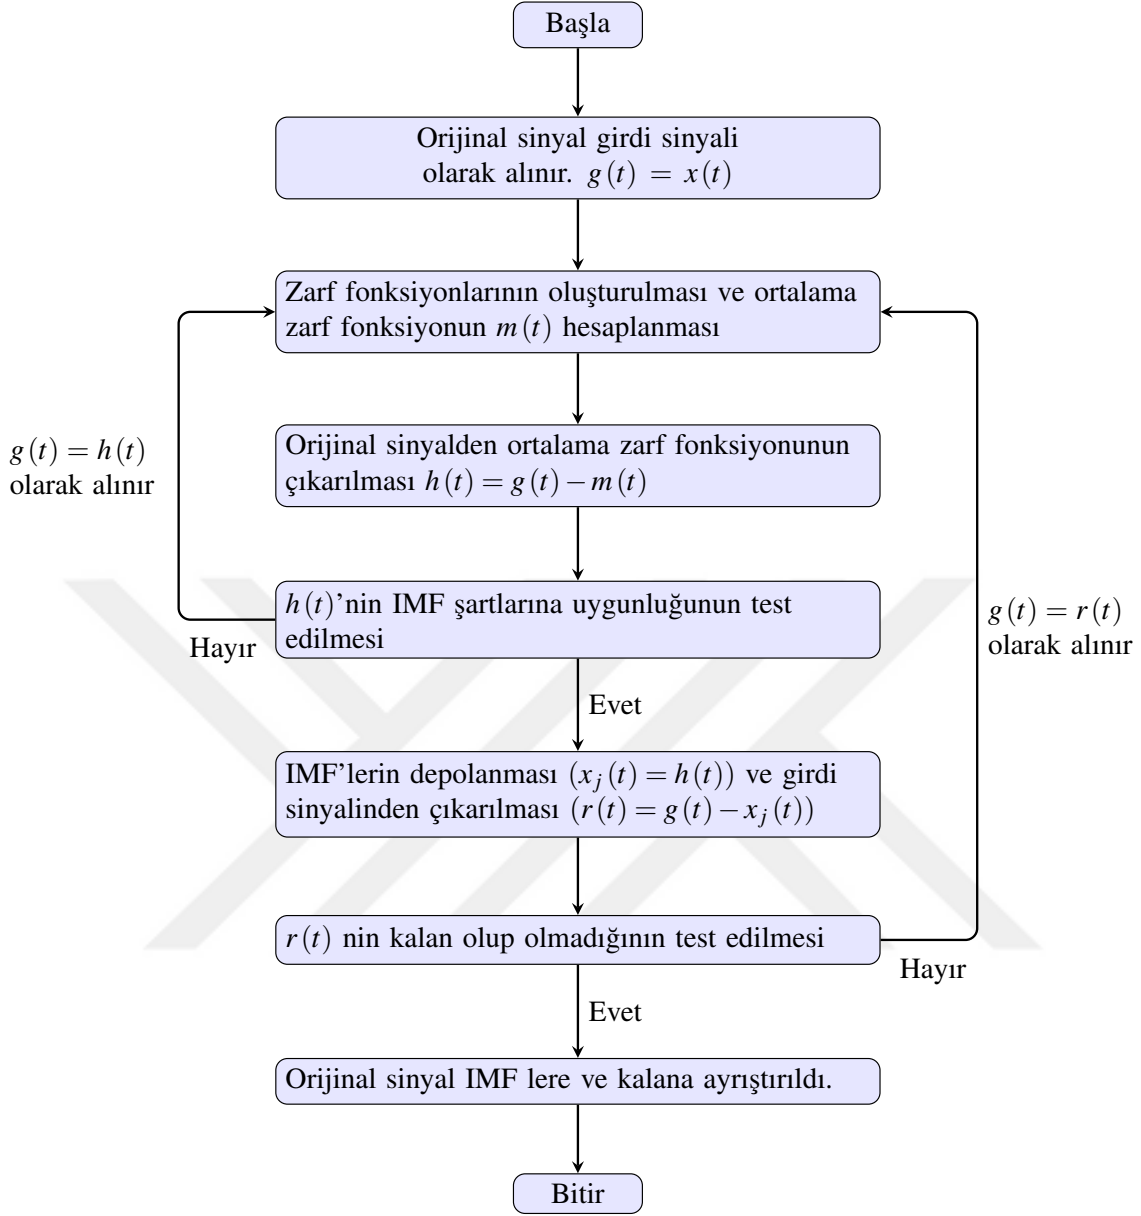 Başla
Orijinal sinyal girdi sinyali
olarak alınır. g(t) = x(t)
Zarf fonksiyonlarının oluşturulması ve ortalama
zarf fonksiyonun m(t) hesaplanması
g(t) = h(t)
olarak alınır
Orijinal sinyalden ortalama zarf fonksiyonunun
çıkarılması h(t) = g(t) − m(t)
h(t)'nin IMF şartlarına uygunluğunun test
edilmesi
Hayır
g(t) = r(t)
olarak alınır
Evet
IMF'lerin depolanması (x_j(t) = h(t)) ve girdi
sinyalinden çıkarılması (r(t) = g(t) − x_j(t))
r(t) nin kalan olup olmadığının test edilmesi
Hayır
Evet
Orijinal sinyal IMF lere ve kalana ayrıştırıldı.
Bitir